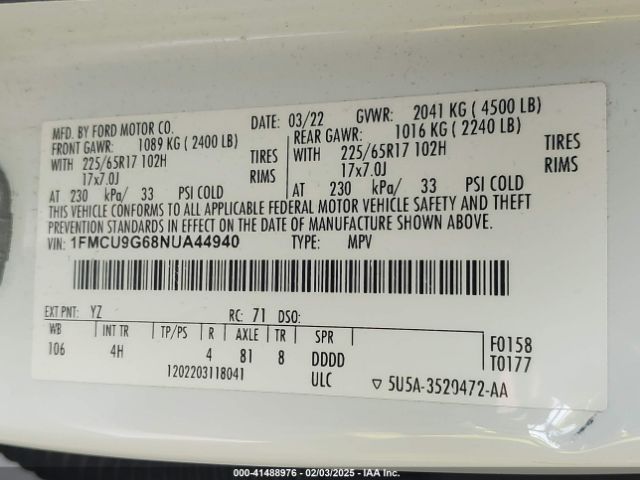 MFD. BY FORD MOTOR CO.
DATE: 03/22 GVWR: 2041 KG ( 4500 LB)
FRONT GAWR: 1089 KG ( 2400 LB)
REAR GAWR: 1016 KG ( 2240 LB)
WITH 225/65R17 102H TIRES
WITH 225/65R17 102H TIRES
17x7.0J RIMS
17x7.0J RIMS
AT 230 kPa/ 33 PSI COLD
AT 230 kPa/ 33 PSI COLD
THIS VEHICLE CONFORMS TO ALL APPLICABLE FEDERAL MOTOR VEHICLE SAFETY AND THEFT
PREVENTION STANDARDS IN EFFECT ON THE DATE OF MANUFACTURE SHOWN ABOVE.
VIN: 1FMCU9G68NUA44940 TYPE: MPV
EXT PNT: YZ RC: 71 DSO:
WB INT TR TP/PS R AXLE TR SPR
106 4H 4 81 8 DDDD
F0158
T0177
1202203118041 ULC
▽ 5U5A-3520472-AA
000-41488976 - 02/03/2025 - IAA Inc.